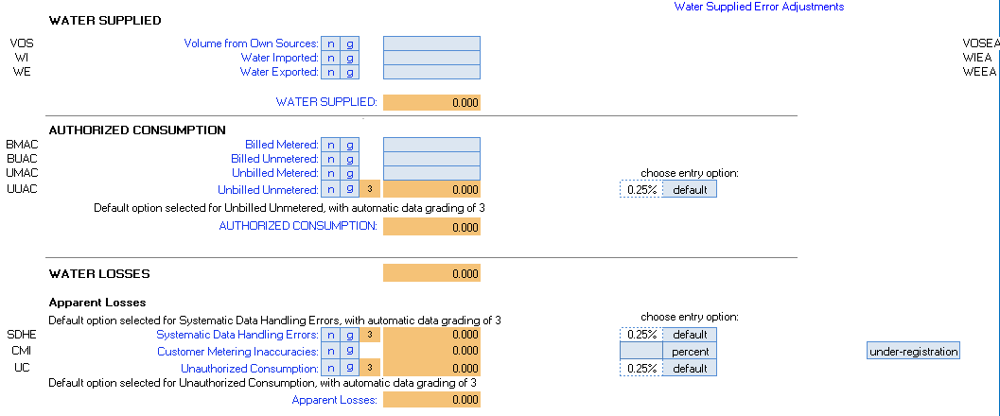 Water Supplied Error Adjustments
WATER SUPPLIED
VOS Volume from Own Sources: n g VOSEA
WI Water Imported: n g WIEA
WE Water Exported: n g WEEA
WATER SUPPLIED: 0.000
AUTHORIZED CONSUMPTION
BMAC Billed Metered: n g
BUAC Billed Unmetered: n g
UMAC Unbilled Metered: n g choose entry option:
UUAC Unbilled Unmetered: n g 3 0.000 0.25% default
Default option selected for Unbilled Unmetered, with automatic data grading of 3
AUTHORIZED CONSUMPTION: 0.000
WATER LOSSES 0.000
Apparent Losses
Default option selected for Systematic Data Handling Errors, with automatic data grading of 3 choose entry option:
SDHE Systematic Data Handling Errors: n g 3 0.000 0.25% default
CMI Customer Metering Inaccuracies: n g 0.000 percent under-registration
UC Unauthorized Consumption: n g 3 0.000 0.25% default
Default option selected for Unauthorized Consumption, with automatic data grading of 3
Apparent Losses: 0.000